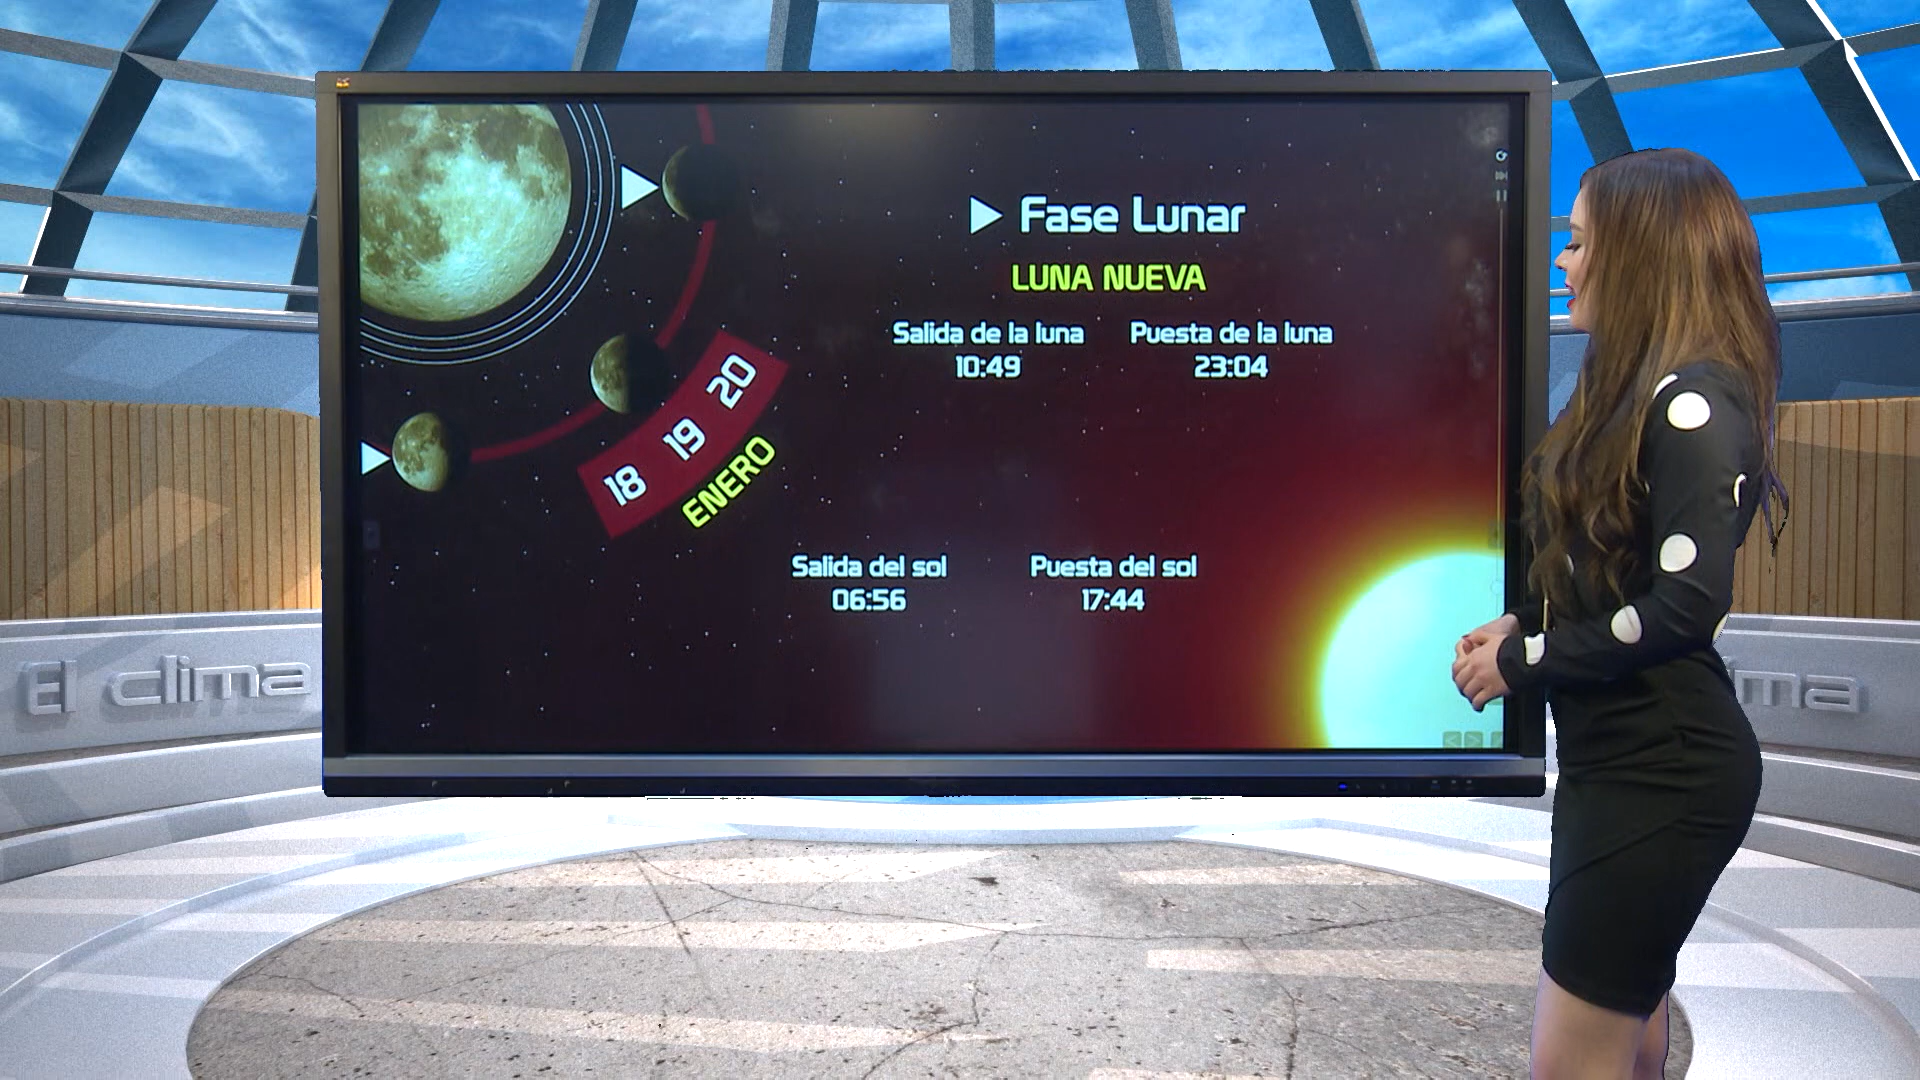 Fase Lunar
LUNA NUEVA
Salida de la luna
10:49
Puesta de la luna
23:04
18 19 20
ENERO
Salida del sol
06:56
Puesta del sol
17:44
El clima
ma